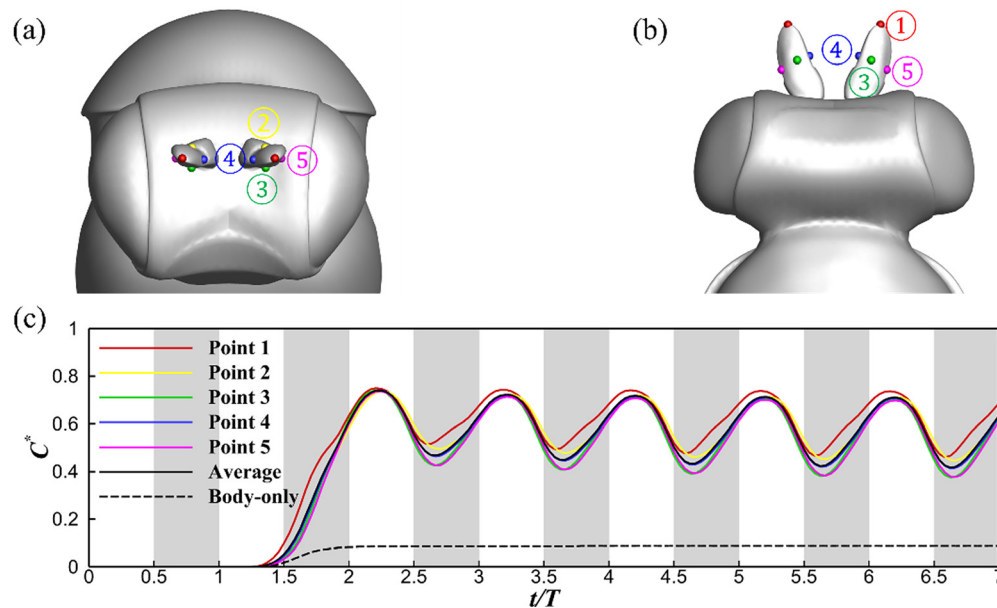 (a)
2
4
5
3
(b)
1
4
5
3
(c)
1
0.8
0.6
0.4
0.2
0
C*
Point 1
Point 2
Point 3
Point 4
Point 5
Average
Body-only
0 0.5 1 1.5 2 2.5 3 3.5 4 4.5 5 5.5 6 6.5 7
t/T